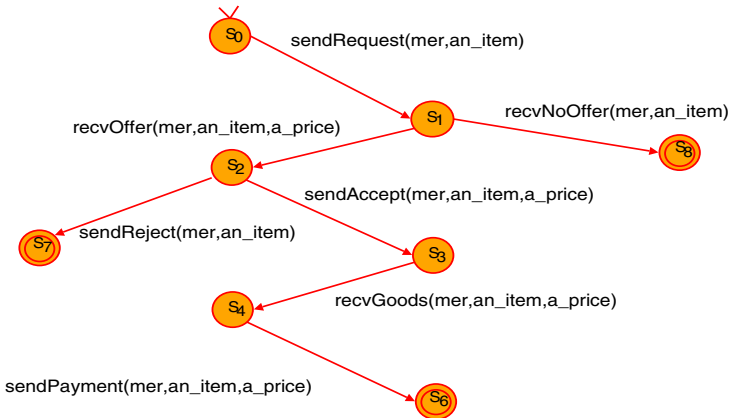 S0
sendRequest(mer,an_item)
S1
recvNoOffer(mer,an_item)
recvOffer(mer,an_item,a_price)
S8
S2
sendAccept(mer,an_item,a_price)
S7
sendReject(mer,an_item)
S3
recvGoods(mer,an_item,a_price)
S4
sendPayment(mer,an_item,a_price)
S6